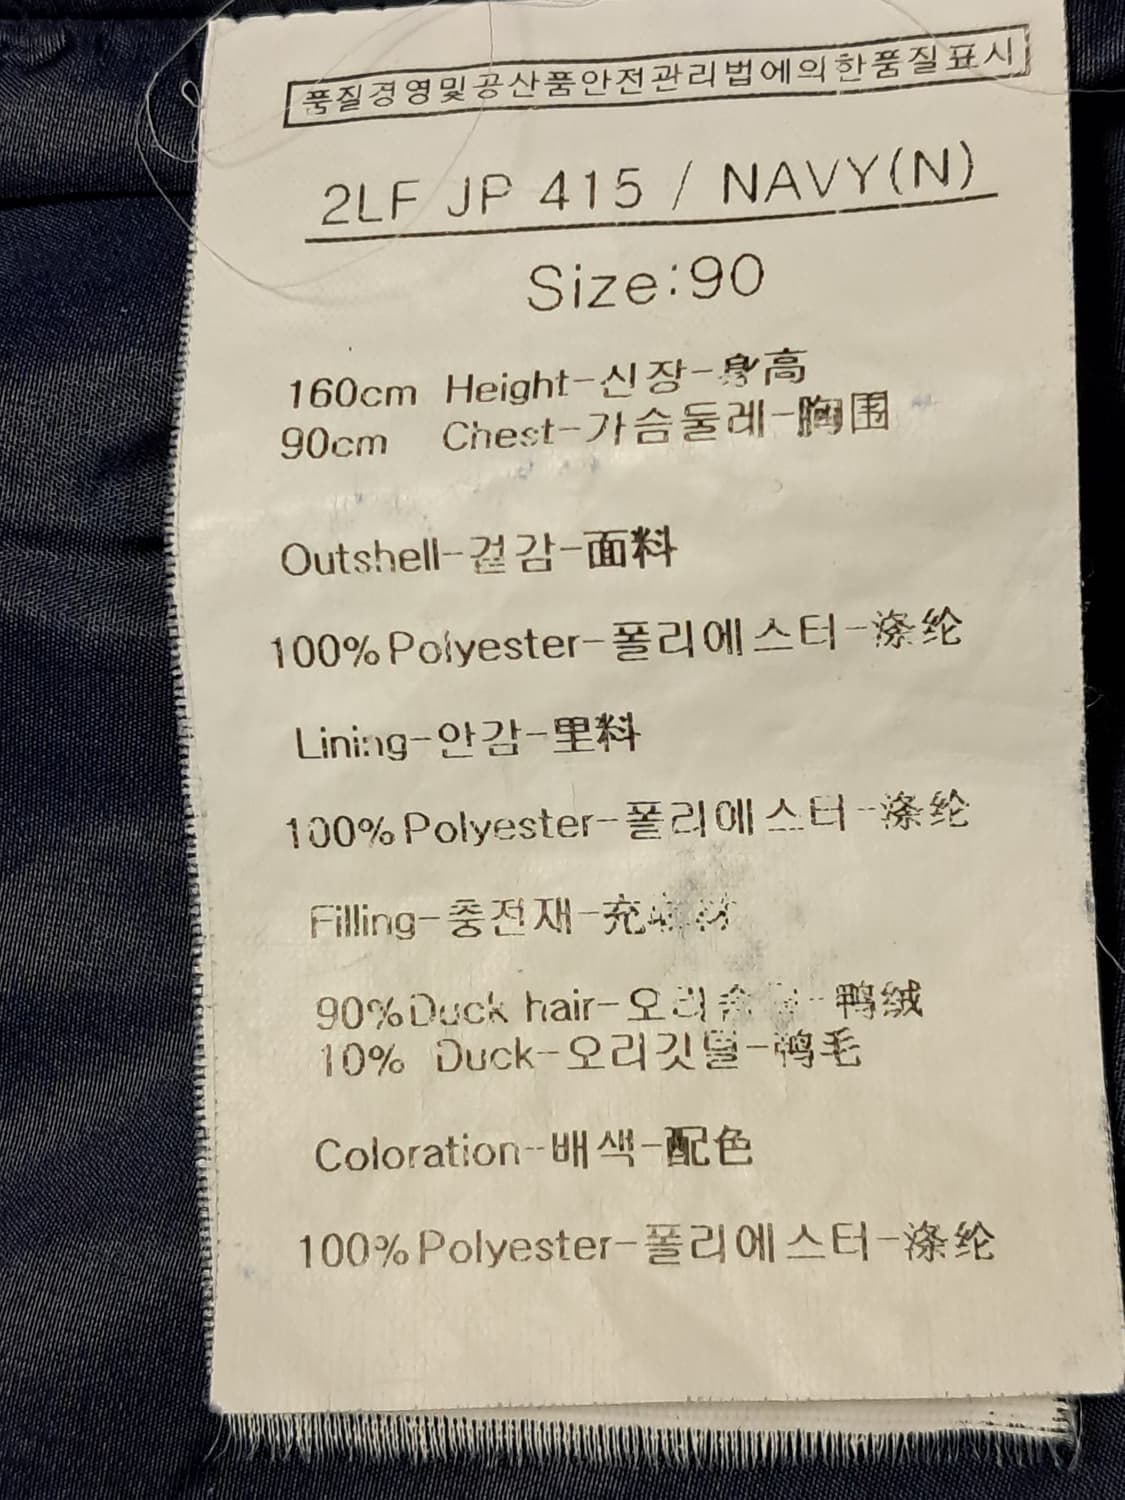 품질경영및공산품안전관리법에의한품질표시
2LF JP 415 / NAVY(N)
Size:90
160cm Height-신장-身高
90cm Chest-가슴둘레-胸围
Outshell-겉감-面料
100%Polyester-폴리에스터-涤纶
Lining-안감-里料
100%Polyester-폴리에스터-涤纶
Filling-충전재-充
90%Duck hair-오리 -鸭绒
10% Duck-오리깃털-鸭毛
Coloration-배색-配色
100%Polyester-폴리에스터-涤纶